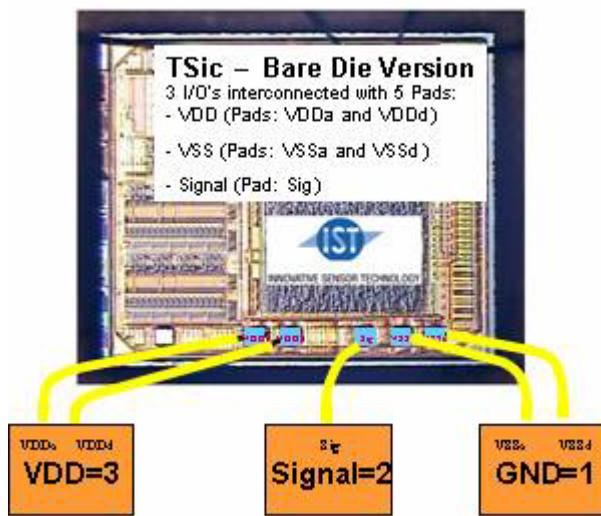 TSic – Bare Die Version
3 I/O's interconnected with 5 Pads:
- VDD (Pads: VDDa and VDDd)
- VSS (Pads: VSSa and VSSd)
- Signal (Pad: Sig)
iST
INNOVATIVE SENSOR TECHNOLOGY
Sig
VDDa VDDd
VDD=3
Sig
Signal=2
VSSa VSSd
GND=1